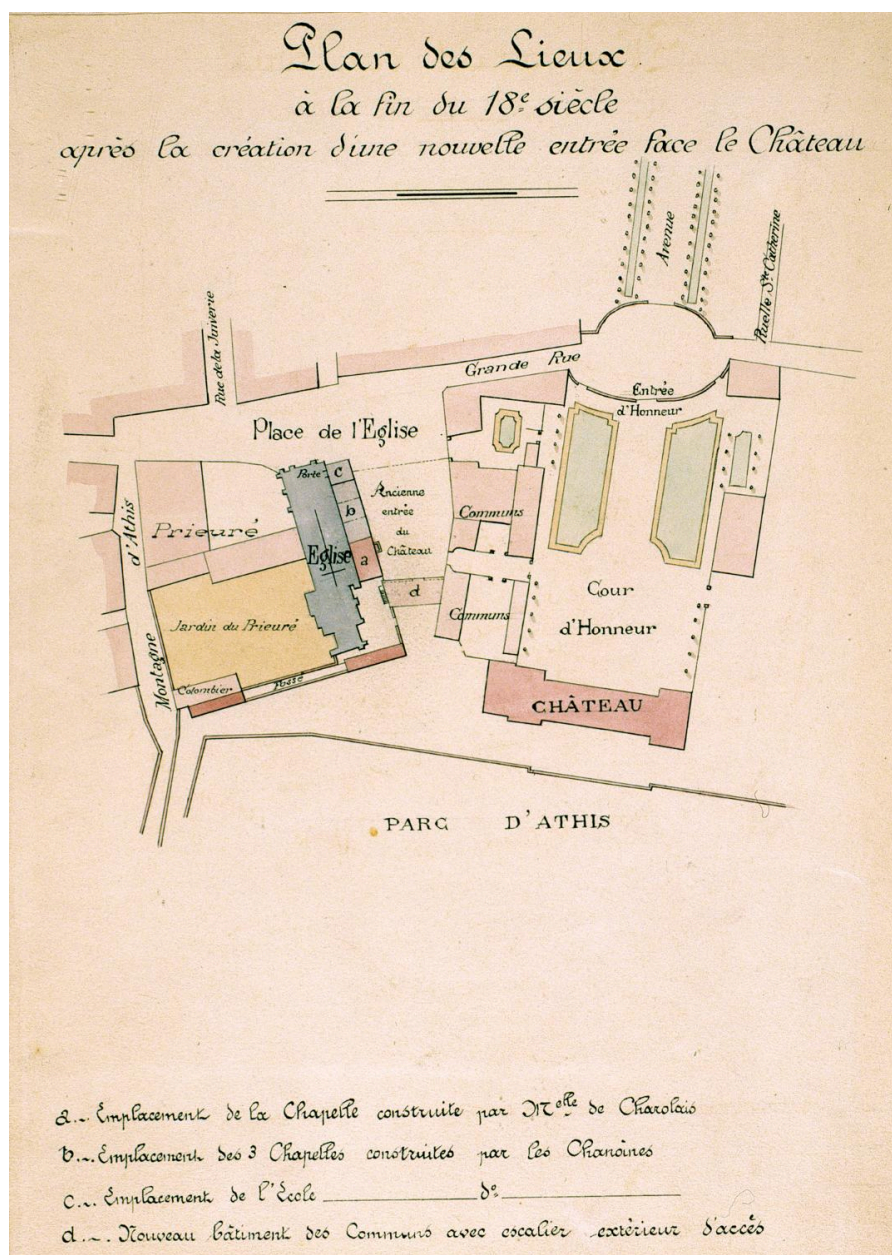 Plan des Lieux
à la fin du 18e siècle
après la création d'une nouvelle entrée face le Château
Avenue
Ruelle Ste Catherine
Rue de la Juiverie
Grande Rue
Entrée
d'Honneur
Place de l'Eglise
Porte
c
Ancienne
entrée
du
Château
b
a
d
Eglise
Communs
Communs
Prieuré
Montagne d'Athis
Jardin du Prieuré
Colombier
Fossé
Cour
d'Honneur
CHÂTEAU
PARC D'ATHIS
a... Emplacement de la Chapelle construite par Melle de Charolais
b... Emplacement des 3 Chapelles construites par les Chanoines
c... Emplacement de l'École do
d... Nouveau bâtiment des Communs avec escalier extérieur d'accès